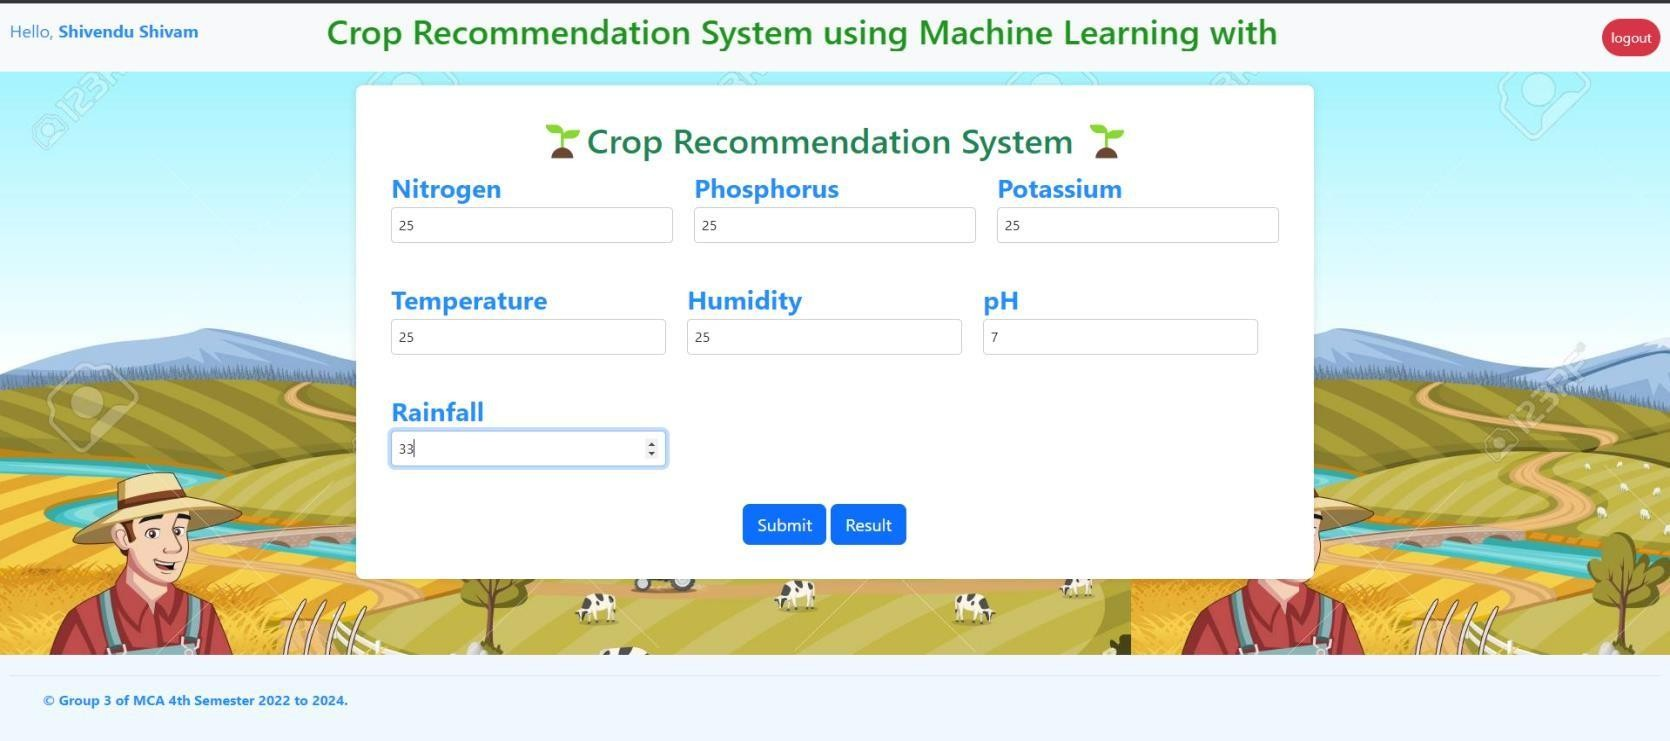 Hello, Shivendu Shivam
Crop Recommendation System using Machine Learning with
logout
Crop Recommendation System
Nitrogen Phosphorus Potassium
25 25 25
Temperature Humidity pH
25 25 7
Rainfall
33
Submit Result
© Group 3 of MCA 4th Semester 2022 to 2024.
123RF